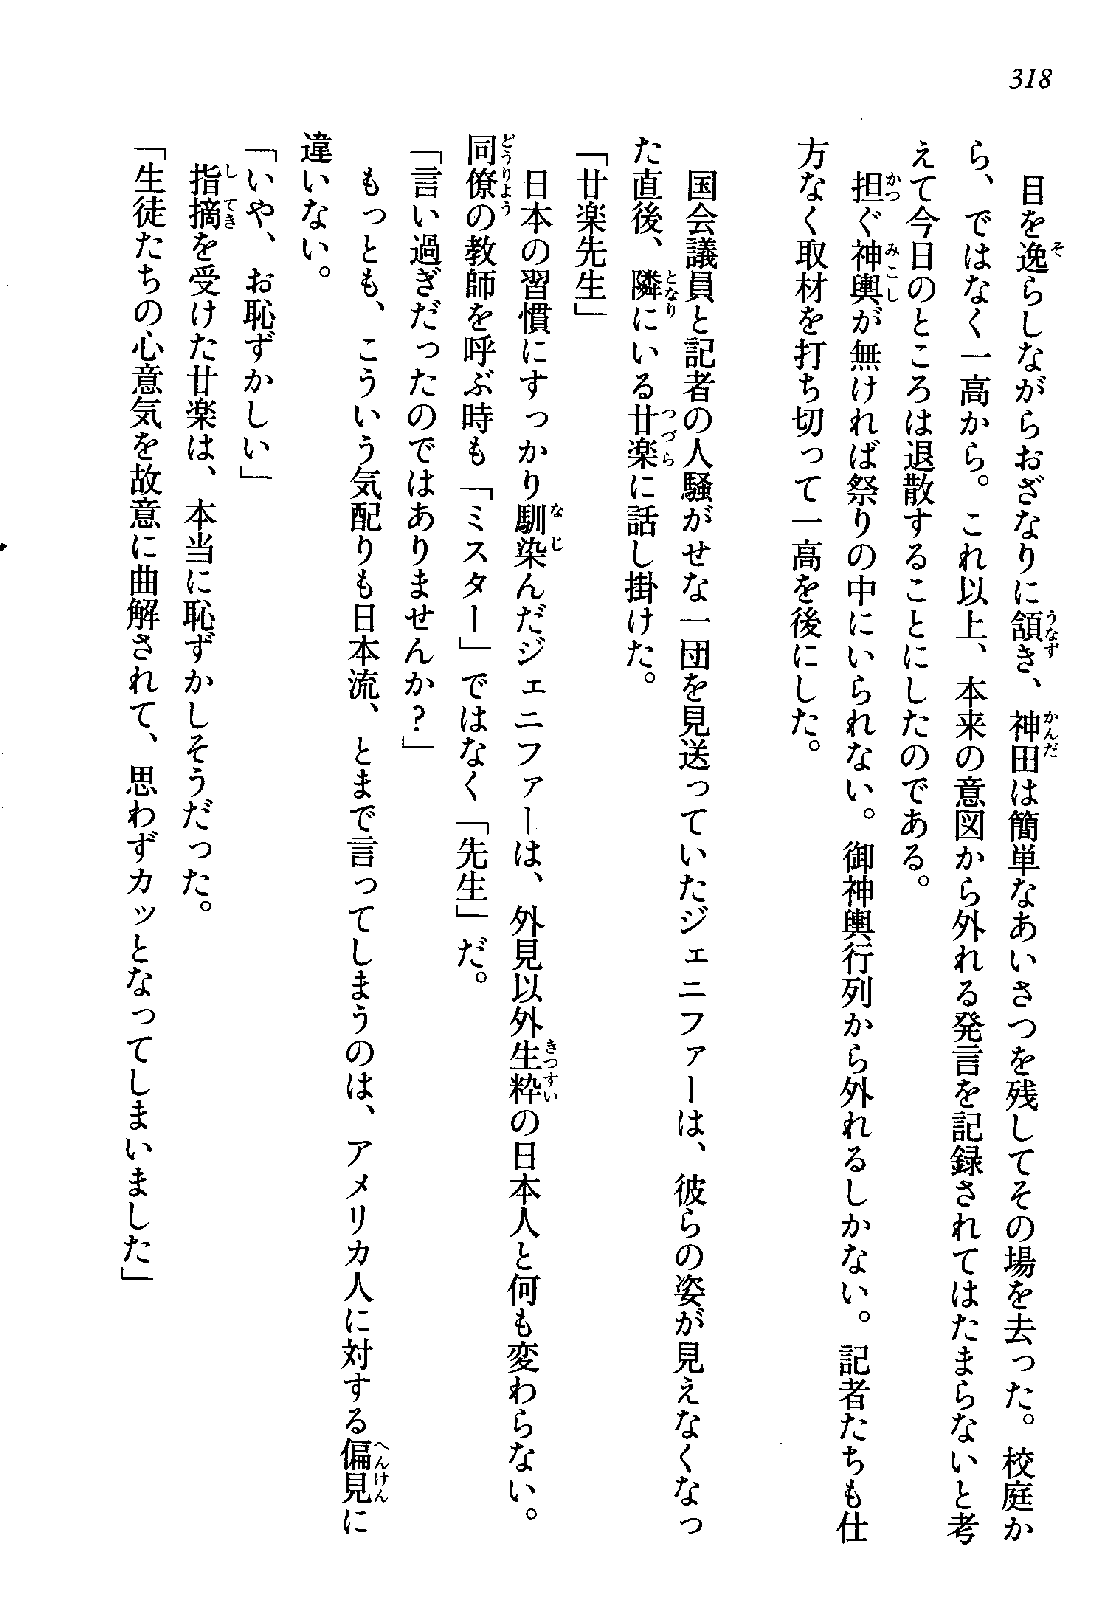 318
目を逸らしながらおざなりに頷き、神田は簡単なあいさつを残してその場を去った。校庭か
ら、ではなく一高から。これ以上、本来の意図から外れる発言を記録されてはたまらないと考
えて今日のところは退散することにしたのである。
担ぐ神輿が無ければ祭りの中にいられない。御神輿行列から外れるしかない。記者たちも仕
方なく取材を打ち切って一高を後にした。
国会議員と記者の人騒がせな一団を見送っていたジェニファーは、彼らの姿が見えなくなっ
た直後、隣にいる廿楽に話し掛けた。
「廿楽先生」
日本の習慣にすっかり馴染んだジェニファーは、外見以外生粋の日本人と何も変わらない。
同僚の教師を呼ぶ時も「ミスター」ではなく「先生」だ。
「言い過ぎだったのではありませんか?」
もっとも、こういう気配りも日本流、とまで言ってしまうのは、アメリカ人に対する偏見に
違いない。
「いや、お恥ずかしい」
指摘を受けた廿楽は、本当に恥ずかしそうだった。
「生徒たちの心意気を故意に曲解されて、思わずカッとなってしまいました」